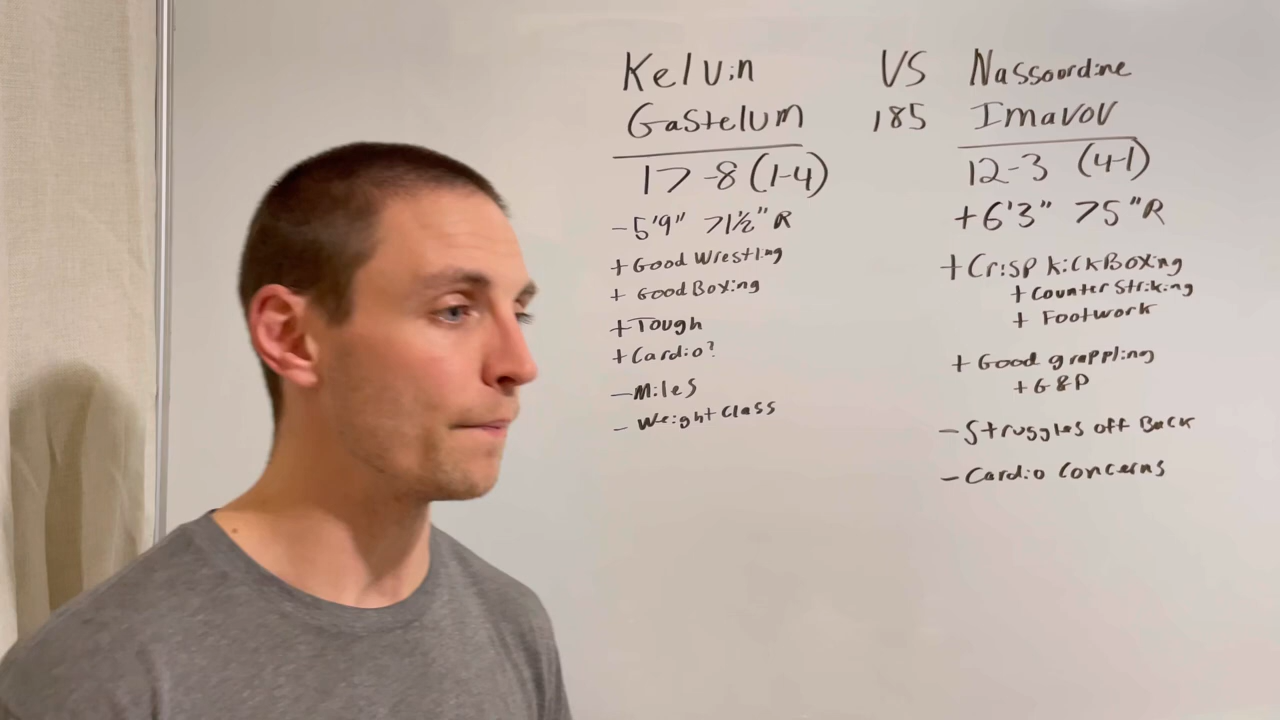 Kelvin VS Nassoordine
Gastelum 185 Imavov
17-8 (1-4)
-5'9" 71½" R
+Good Wrestling
+ Good Boxing
+Tough
+Cardio?
-Miles
- Weight Class
12-3 (4-1)
+6'3" 75"R
+Crisp kickBoxing
+Counter Striking
+ Footwork
+ Good grappling
+G&P
-Struggles off Back
-Cardio Concerns